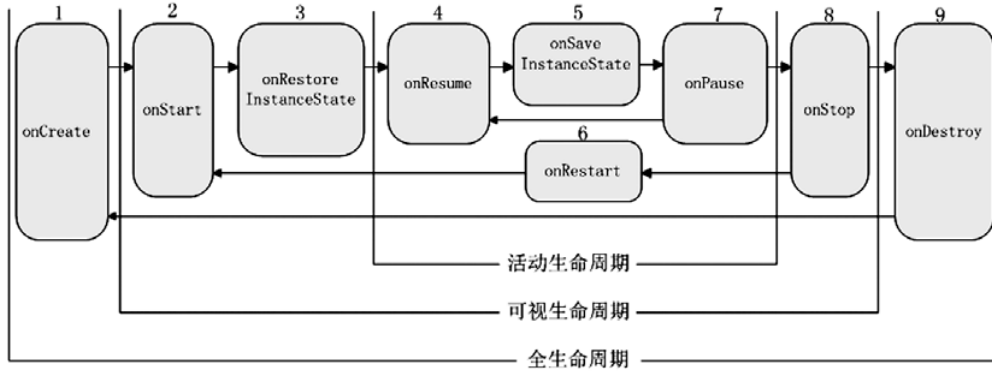 1
2
3
4
5
7
8
9
onCreate
onStart
onRestore
InstanceState
onResume
onSave
InstanceState
onPause
onStop
onDestroy
6
onRestart
活动生命周期
可视生命周期
全生命周期